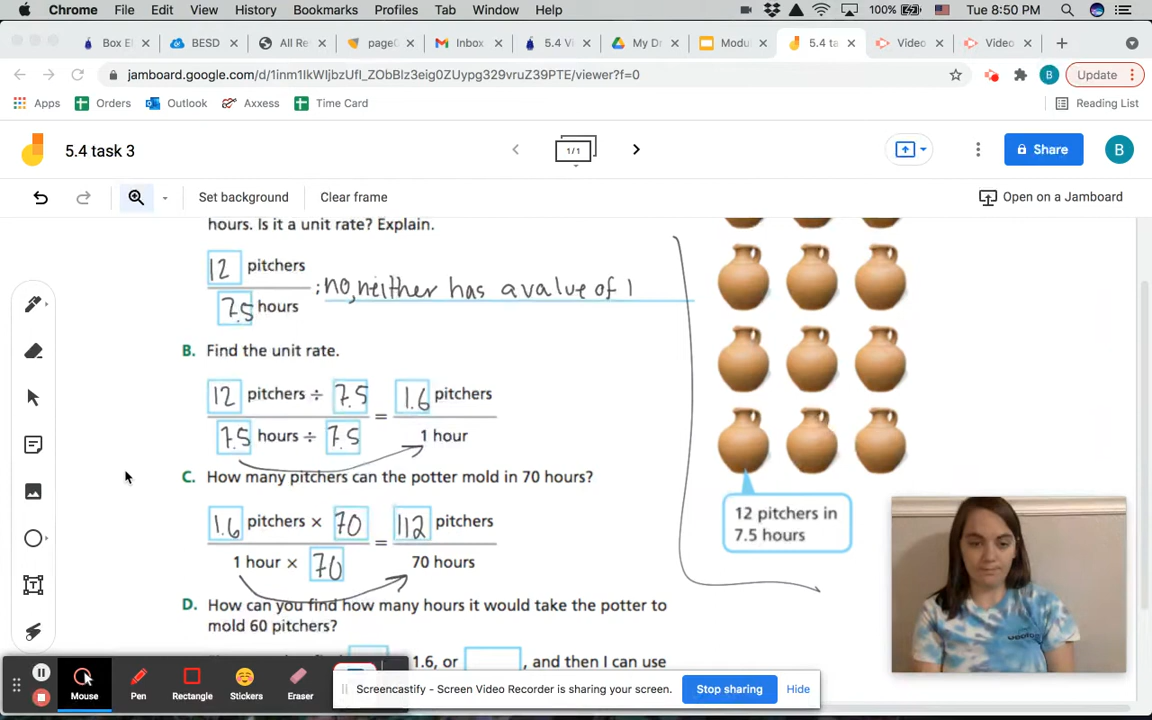 Chrome File Edit View History Bookmarks Profiles Tab Window Help 100% Tue 8:50 PM
Box El BESD All Re page Inbox 5.4 Vi My Dr Modul 5.4 ta Video Video
jamboard.google.com/d/1inm1IkWIjbzUfI_ZObBlz3eig0ZUypg329vruZ39PTE/viewer?f=0 B Update
Apps Orders Outlook Axxess Time Card Reading List
5.4 task 3 1/1 Share B
Set background Clear frame Open on a Jamboard
hours. Is it a unit rate? Explain.
12 pitchers
7.5 hours ; no, neither has a value of 1
B. Find the unit rate.
12 pitchers ÷ 7.5 = 1.6 pitchers
7.5 hours ÷ 7.5 1 hour
C. How many pitchers can the potter mold in 70 hours?
1.6 pitchers × 70 = 112 pitchers
1 hour × 70 70 hours
D. How can you find how many hours it would take the potter to
mold 60 pitchers?
1.6, or , and then I can use
12 pitchers in
7.5 hours
Mouse Pen Rectangle Stickers Eraser
Screencastify - Screen Video Recorder is sharing your screen. Stop sharing Hide